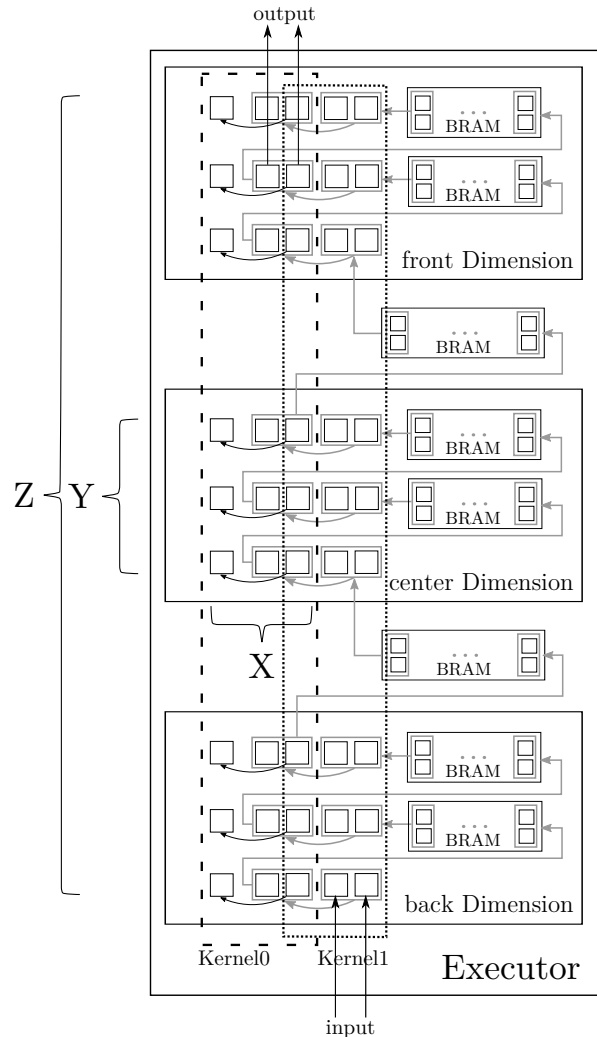 output
BRAM
BRAM
front Dimension
BRAM
BRAM
Z
Y
BRAM
center Dimension
X
BRAM
BRAM
BRAM
back Dimension
Kernel0
Kernel1
Executor
input